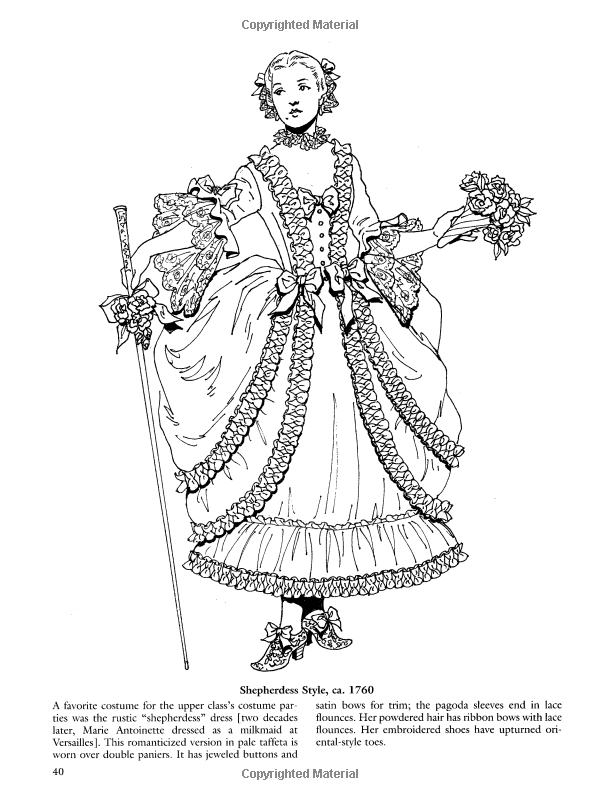 Copyrighted Material
Shepherdess Style, ca. 1760
A favorite costume for the upper class's costume par-
ties was the rustic “shepherdess” dress [two decades
later, Marie Antoinette dressed as a milkmaid at
Versailles]. This romanticized version in pale taffeta is
worn over double paniers. It has jeweled buttons and
satin bows for trim; the pagoda sleeves end in lace
flounces. Her powdered hair has ribbon bows with lace
flounces. Her embroidered shoes have upturned ori-
ental-style toes.
40
Copyrighted Material